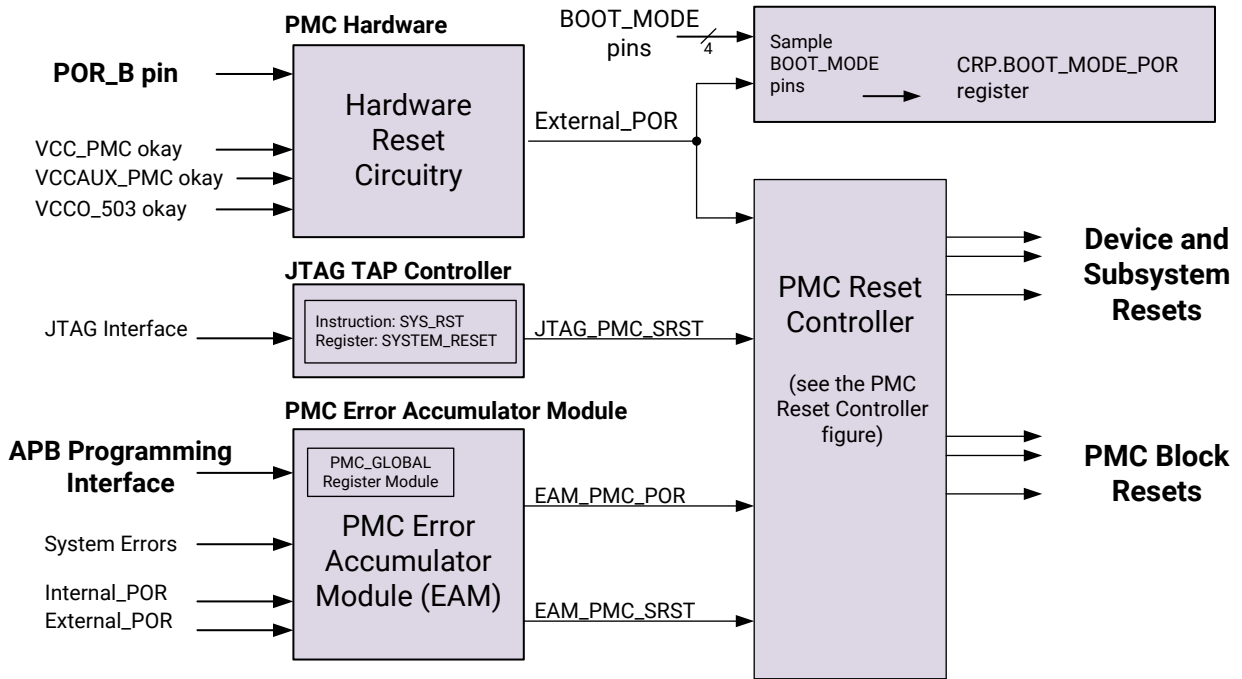 PMC Hardware
POR_B pin
VCC_PMC okay
VCCAUX_PMC okay
VCCO_503 okay
Hardware
Reset
Circuitry
External_POR
BOOT_MODE
pins
4
Sample
BOOT_MODE
pins
CRP.BOOT_MODE_POR
register
JTAG TAP Controller
JTAG Interface
Instruction: SYS_RST
Register: SYSTEM_RESET
JTAG_PMC_SRST
PMC Error Accumulator Module
APB Programming
Interface
System Errors
Internal_POR
External_POR
PMC_GLOBAL
Register Module
PMC Error
Accumulator
Module (EAM)
EAM_PMC_POR
EAM_PMC_SRST
PMC Reset
Controller
(see the PMC
Reset Controller
figure)
Device and
Subsystem
Resets
PMC Block
Resets